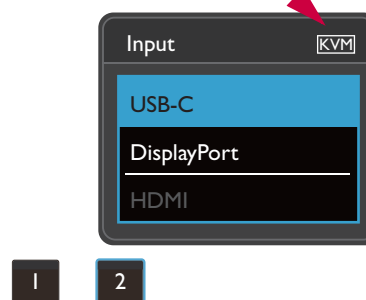 Input KVM
USB-C
DisplayPort
HDMI
1 2